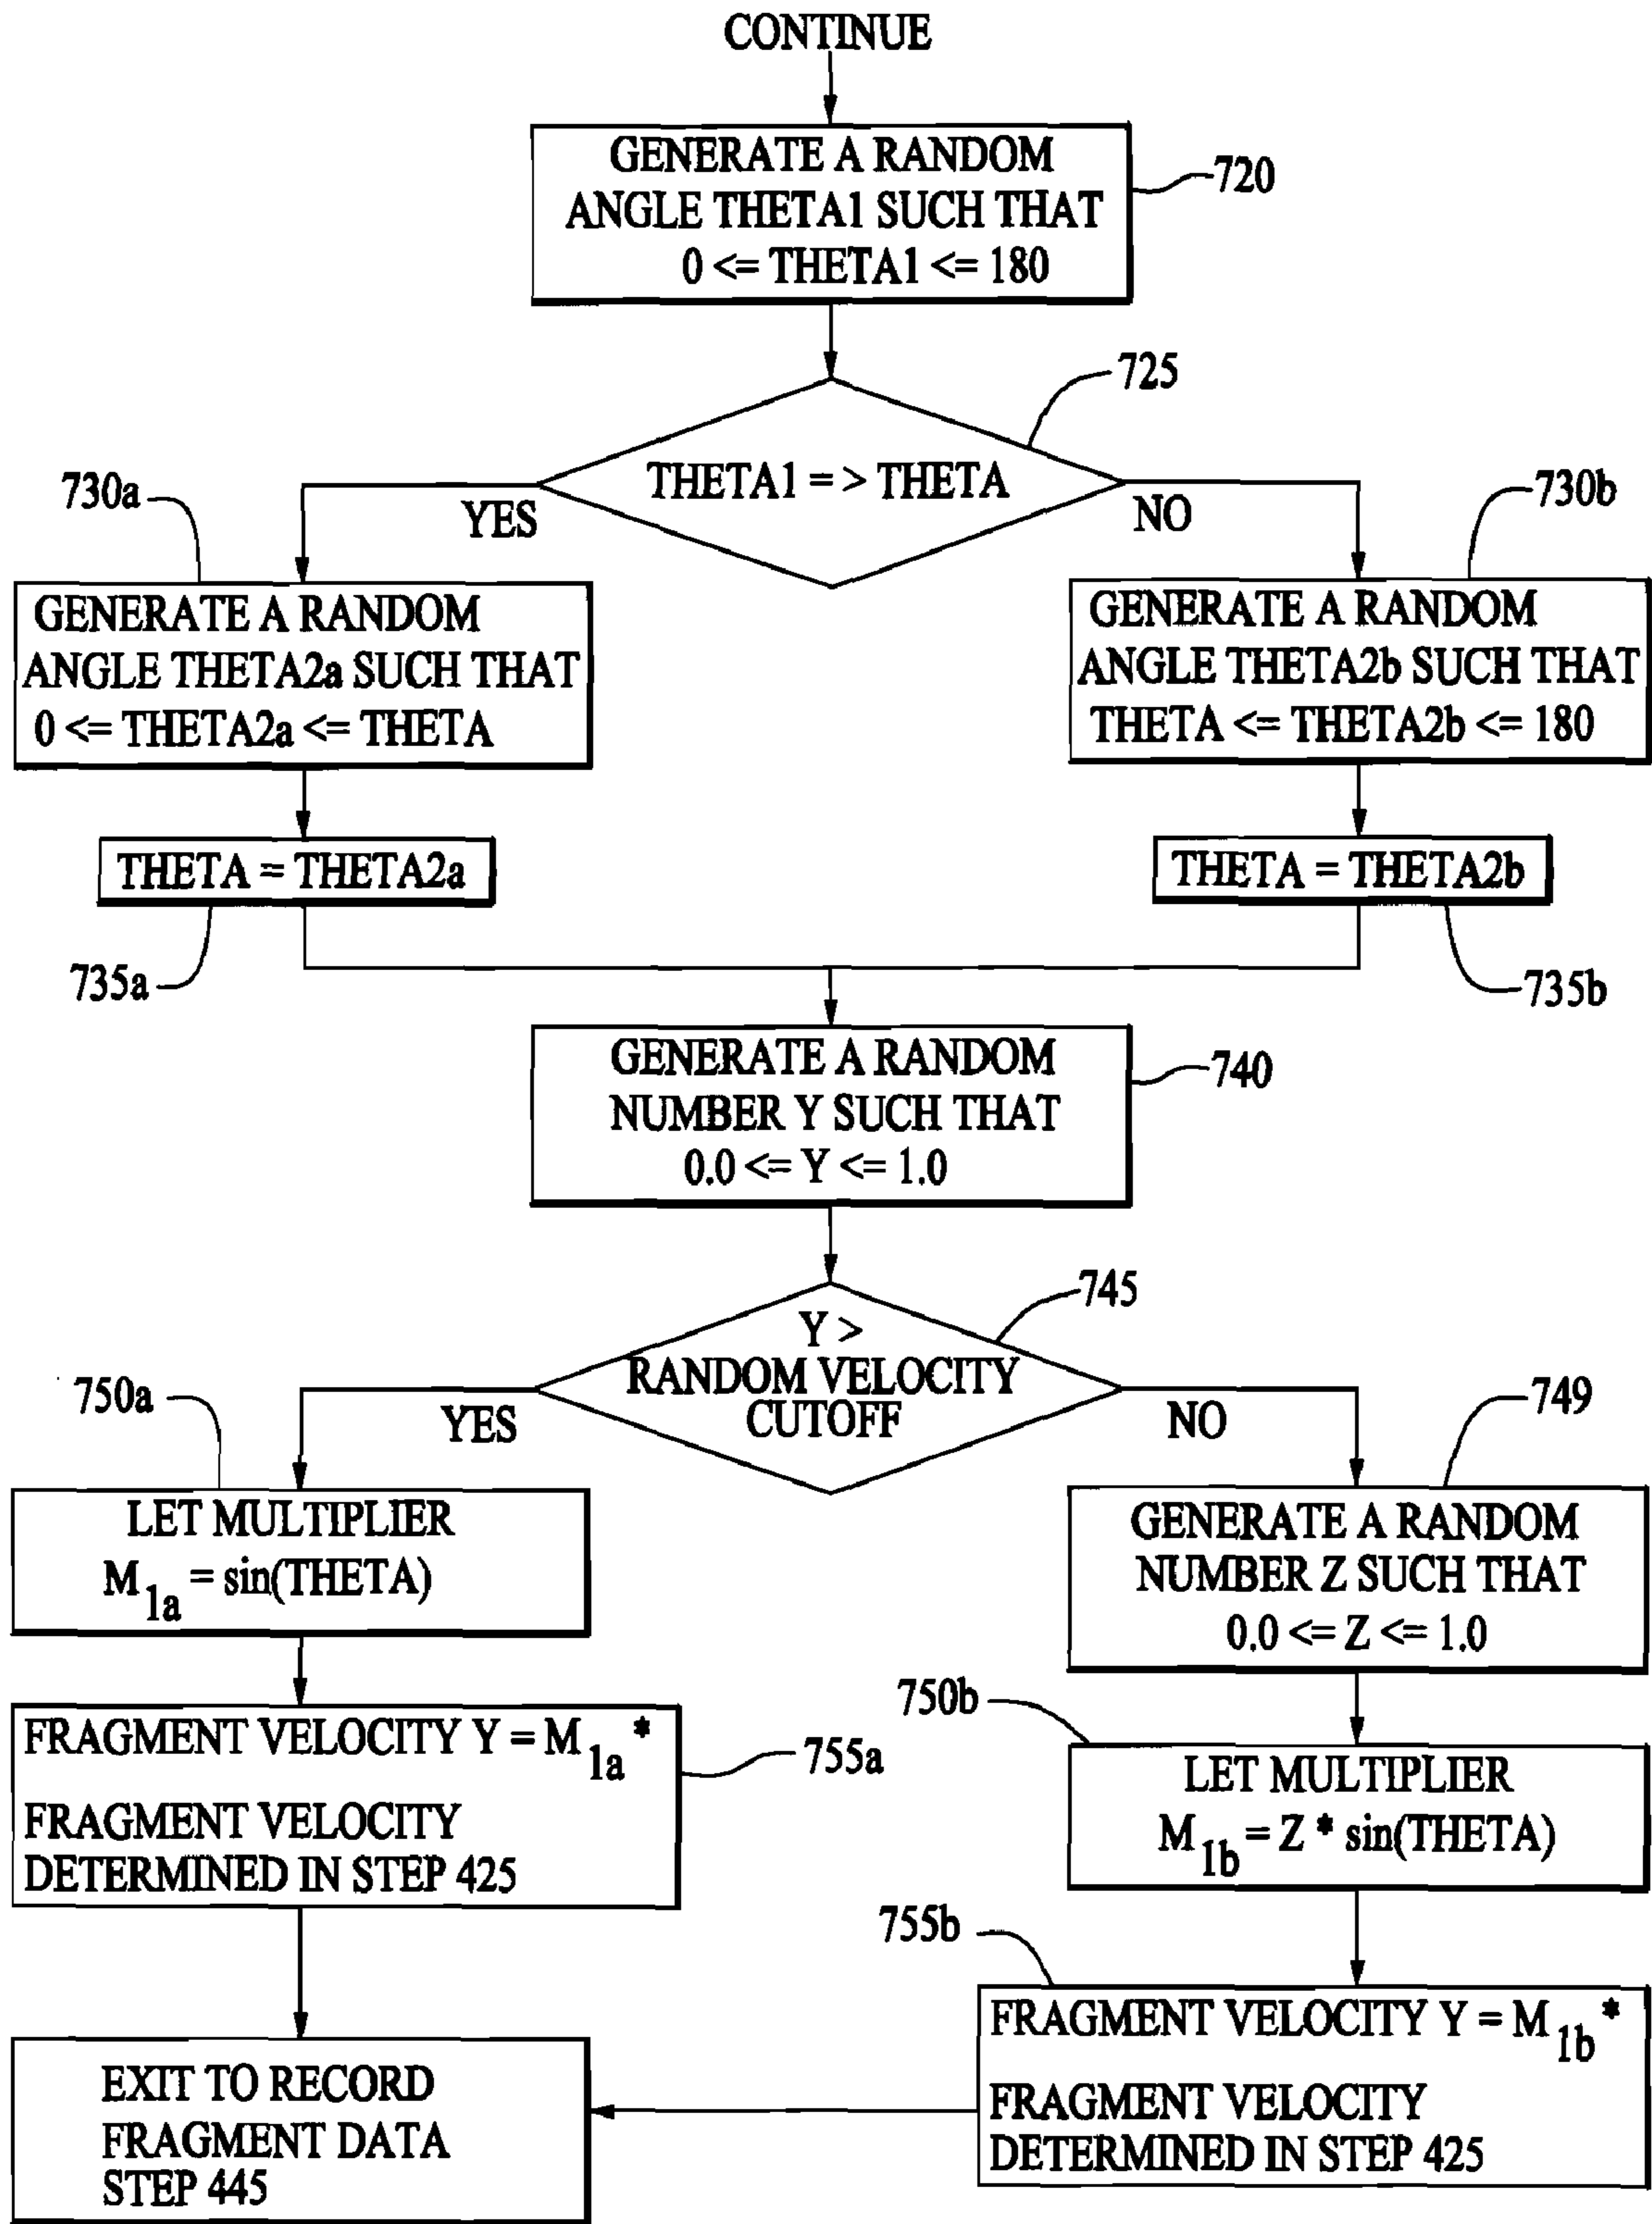 CONTINUE
GENERATE A RANDOM
ANGLE THETA1 SUCH THAT
0 <= THETA1 <= 180
720
725
THETA1 = > THETA
YES
NO
730a
730b
GENERATE A RANDOM
ANGLE THETA2a SUCH THAT
0 <= THETA2a <= THETA
GENERATE A RANDOM
ANGLE THETA2b SUCH THAT
THETA <= THETA2b <= 180
THETA = THETA2a
THETA = THETA2b
735a
735b
GENERATE A RANDOM
NUMBER Y SUCH THAT
0.0 <= Y <= 1.0
740
745
Y >
RANDOM VELOCITY
CUTOFF
YES
NO
750a
749
LET MULTIPLIER
M1a = sin(THETA)
GENERATE A RANDOM
NUMBER Z SUCH THAT
0.0 <= Z <= 1.0
750b
FRAGMENT VELOCITY Y = M1a *
FRAGMENT VELOCITY
DETERMINED IN STEP 425
755a
LET MULTIPLIER
M1b = Z * sin(THETA)
755b
FRAGMENT VELOCITY Y = M1b *
FRAGMENT VELOCITY
DETERMINED IN STEP 425
EXIT TO RECORD
FRAGMENT DATA
STEP 445